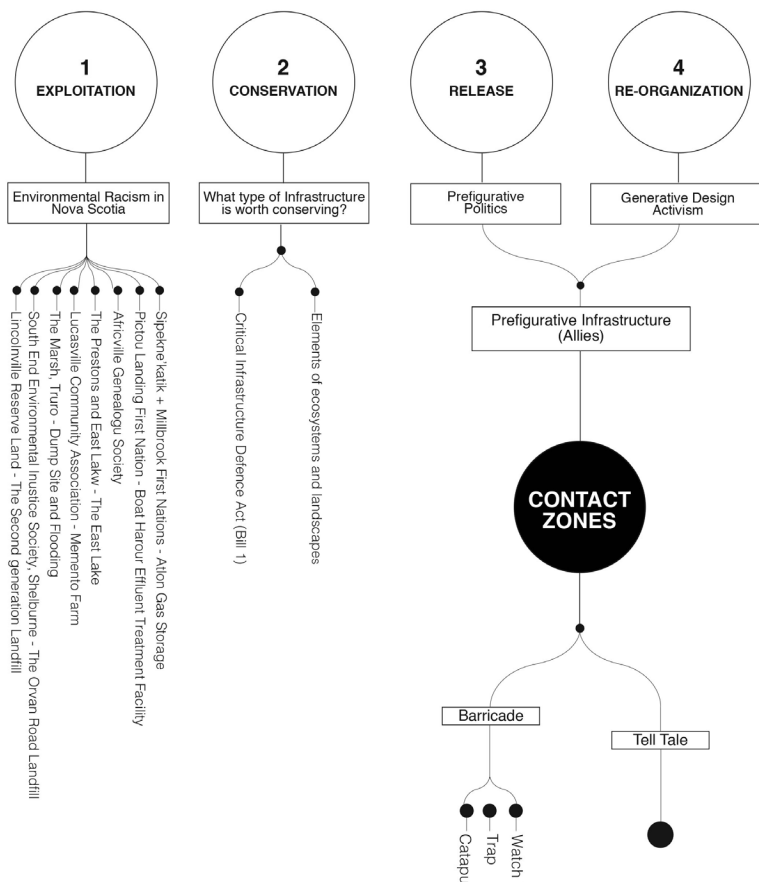 1
EXPLOITATION
2
CONSERVATION
3
RELEASE
4
RE-ORGANIZATION
Environmental Racism in
Nova Scotia
What type of Infrastructure
is worth conserving?
Prefigurative
Politics
Generative Design
Activism
Lincolnville Reserve Land - The Second generation Landfill
South End Environmental Inustice Society, Shelburne - The Orvan Road Landfill
The Marsh, Truro - Dump Site and Flooding
Lucasville Community Association - Memento Farm
The Prestons and East Lakw - The East Lake
Africville Genealogu Society
Pictou Landing First Nation - Boat Harour Effluent Treatment Facility
Sipekne'katik + Millbrook First Nations - Atlon Gas Storage
Critical Infrastructure Defence Act (Bill 1)
Elements of ecosystems and landscapes
Prefigurative Infrastructure
(Allies)
CONTACT
ZONES
Barricade
Tell Tale
Trap
Watch